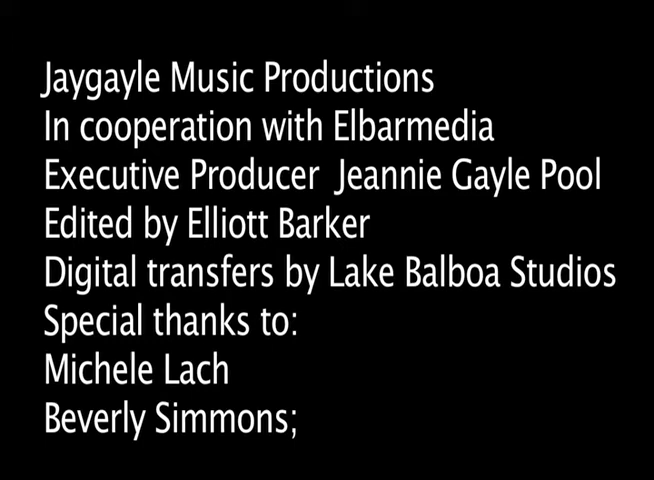 Jaygayle Music Productions
In cooperation with Elbarmedia
Executive Producer  Jeannie Gayle Pool
Edited by Elliott Barker
Digital transfers by Lake Balboa Studios
Special thanks to:
Michele Lach
Beverly Simmons;